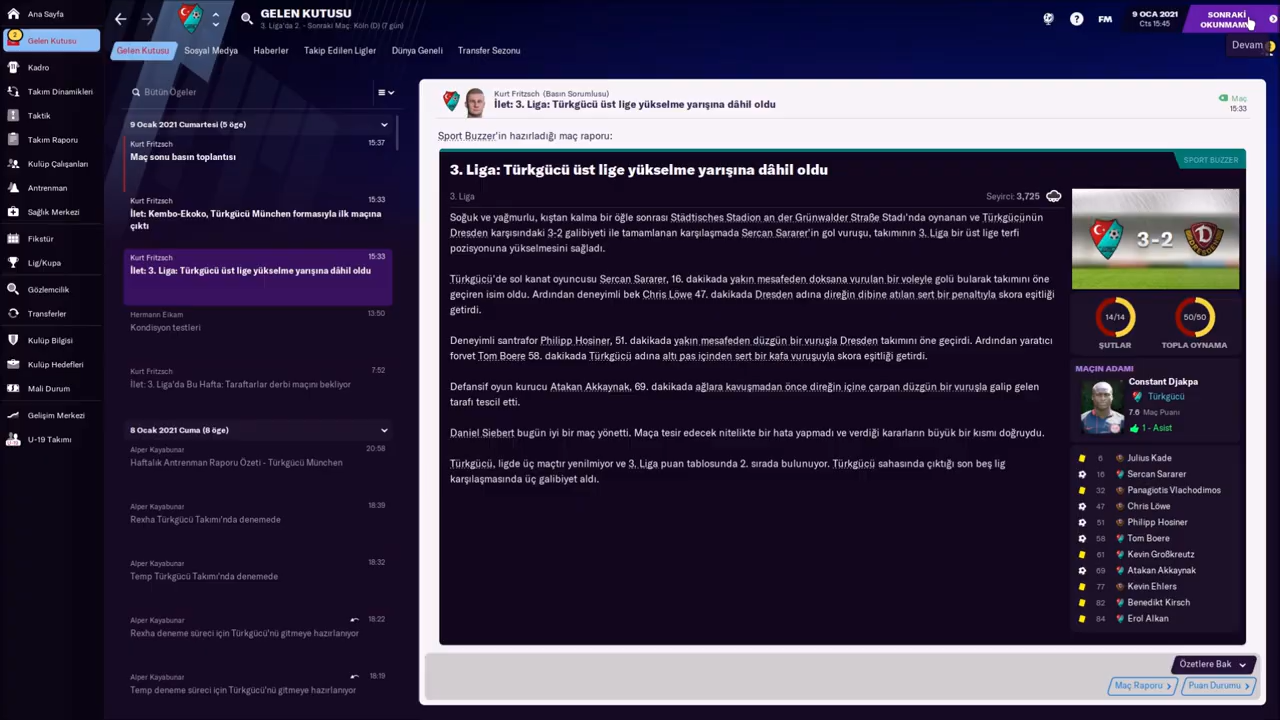 Ana Sayfa
2
Gelen Kutusu
Kadro
Takım Dinamikleri
Taktik
Takım Raporu
Kulüp Çalışanları
Antrenman
Sağlık Merkezi
Fikstür
Lig/Kupa
Gözlemcilik
Transferler
Kulüp Bilgisi
Kulüp Hedefleri
Mali Durum
Gelişim Merkezi
U-19 Takımı
GELEN KUTUSU
3. Liga'da 2. - Sonraki Maç: Köln (D) (7 gün)
FM
9 OCA 2021
Cts 15:45
SONRAKİ
Devam
Gelen Kutusu
Sosyal Medya
Haberler
Takip Edilen Ligler
Dünya Geneli
Transfer Sezonu
Bütün Ögeler
9 Ocak 2021 Cumartesi (5 öge)
Kurt Fritzsch 15:37
Maç sonu basın toplantısı
Kurt Fritzsch 15:33
İlet: Kembo-Ekoko, Türkgücü München formasıyla ilk maçına
çıktı
Kurt Fritzsch 15:33
İlet: 3. Liga: Türkgücü üst lige yükselme yarışına dâhil oldu
Hermann Eikam 13:50
Kondisyon testleri
Kurt Fritzsch 7:52
İlet: 3. Liga'da Bu Hafta: Taraftarlar derbi maçını bekliyor
8 Ocak 2021 Cuma (8 öge)
Alper Kayabunar 20:58
Haftalık Antrenman Raporu Özeti - Türkgücü München
Alper Kayabunar 18:39
Rexha Türkgücü Takımı'nda denemede
Alper Kayabunar 18:32
Temp Türkgücü Takımı'nda denemede
Alper Kayabunar 18:22
Rexha deneme süreci için Türkgücü'nü gitmeye hazırlanıyor
Alper Kayabunar 18:19
Temp deneme süreci için Türkgücü'nü gitmeye hazırlanıyor
Kurt Fritzsch (Basın Sorumlusu)
İlet: 3. Liga: Türkgücü üst lige yükselme yarışına dâhil oldu
Maç
15:33
Sport Buzzer'in hazırladığı maç raporu:
SPORT BUZZER
3. Liga: Türkgücü üst lige yükselme yarışına dâhil oldu
3. Liga
Seyirci: 3,725
Soğuk ve yağmurlu, kıştan kalma bir öğle sonrası Städtisches Stadion an der Grünwalder Straße Stadı'nda oynanan ve Türkgücünün
Dresden karşısındaki 3-2 galibiyeti ile tamamlanan karşılaşmada Sercan Sararer'in gol vuruşu, takımının 3. Liga bir üst lige terfi
pozisyonuna yükselmesini sağladı.
Türkgücü'de sol kanat oyuncusu Sercan Sararer, 16. dakikada yakın mesafeden doksana vurulan bir voleyle golü bularak takımını öne
geçiren isim oldu. Ardından deneyimli bek Chris Löwe 47. dakikada Dresden adına direğin dibine atılan sert bir penaltıyla skora eşitliği
getirdi.
Deneyimli santrafor Philipp Hosiner, 51. dakikada yakın mesafeden düzgün bir vuruşla Dresden takımını öne geçirdi. Ardından yaratıcı
forvet Tom Boere 58. dakikada Türkgücü adına altı pas içinden sert bir kafa vuruşuyla skora eşitliği getirdi.
Defansif oyun kurucu Atakan Akkaynak, 69. dakikada ağlara kavuşmadan önce direğin içine çarpan düzgün bir vuruşla galip gelen
tarafı tescil etti.
Daniel Siebert bugün iyi bir maç yönetti. Maça tesir edecek nitelikte bir hata yapmadı ve verdiği kararların büyük bir kısmı doğruydu.
Türkgücü, ligde üç maçtır yenilmiyor ve 3. Liga puan tablosunda 2. sırada bulunuyor. Türkgücü sahasında çıktığı son beş lig
karşılaşmasında üç galibiyet aldı.
3-2
14/14
ŞUTLAR
50/50
TOPLA OYNAMA
MAÇIN ADAMI
Constant Djakpa
Türkgücü
7.6 Maç Puanı
1 - Asist
6 Julius Kade
16 Sercan Sararer
32 Panagiotis Vlachodimos
47 Chris Löwe
51 Philipp Hosiner
58 Tom Boere
61 Kevin Großkreutz
69 Atakan Akkaynak
77 Kevin Ehlers
82 Benedikt Kirsch
84 Erol Alkan
Özetlere Bak
Maç Raporu
Puan Durumu